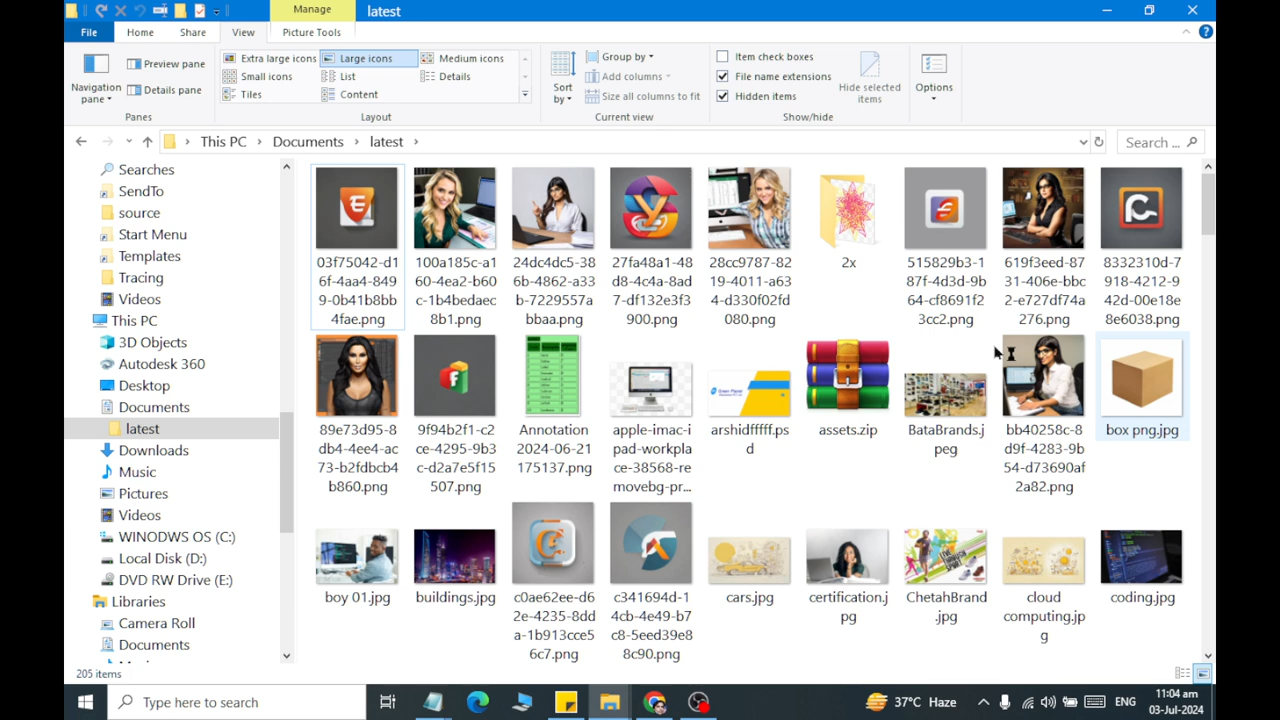 Manage
latest
File
Home
Share
View
Picture Tools
Navigation
pane
Preview pane
Details pane
Panes
Extra large icons
Large icons
Medium icons
Small icons
List
Details
Tiles
Content
Layout
Sort
by
Group by
Add columns
Size all columns to fit
Current view
Item check boxes
File name extensions
Hidden items
Hide selected
items
Show/hide
Options
This PC
Documents
latest
Search ...
Searches
SendTo
source
Start Menu
Templates
Tracing
Videos
This PC
3D Objects
Autodesk 360
Desktop
Documents
latest
Downloads
Music
Pictures
Videos
WINODWS OS (C:)
Local Disk (D:)
DVD RW Drive (E:)
Libraries
Camera Roll
Documents
03f75042-d1
6f-4aa4-849
9-0b41b8bb
4fae.png
100a185c-a1
60-4ea2-b60
c-1b4bedaec
8b1.png
24dc4dc5-38
6b-4862-a33
b-7229557a
bbaa.png
27fa48a1-48
d8-4c4a-8ad
7-df132e3f3
900.png
28cc9787-82
19-4011-a63
4-d330f02fd
080.png
2x
515829b3-1
87f-4d3d-9b
64-cf8691f2
3cc2.png
619f3eed-87
31-406e-bbc
2-e727df74a
276.png
8332310d-7
918-4212-9
42d-00e18e
8e6038.png
89e73d95-8
db4-4ee4-ac
73-b2fdbcb4
b860.png
9f94b2f1-c2
ce-4295-9b3
c-d2a7e5f15
507.png
Annotation
2024-06-21
175137.png
apple-imac-i
pad-workpla
ce-38568-re
movebg-pr...
arshidfffff.ps
d
assets.zip
BataBrands.j
peg
bb40258c-8
d9f-4283-9b
54-d73690af
2a82.png
box png.jpg
boy 01.jpg
buildings.jpg
c0ae62ee-d6
2e-4235-8dd
a-1b913cce5
6c7.png
c341694d-1
4cb-4e49-b7
c8-5eed39e8
8c90.png
cars.jpg
certification.j
pg
ChetahBrand
.jpg
cloud
computing.jp
g
coding.jpg
205 items
Type here to search
37°C Haze
ENG
11:04 am
03-Jul-2024